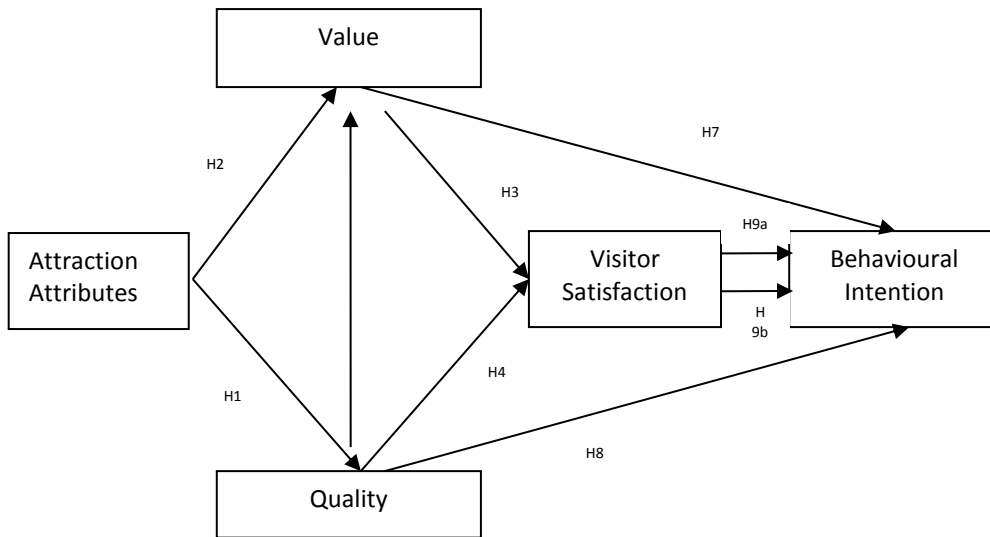 Value
H7
H2
H3
H9a
Attraction
Attributes
Visitor
Satisfaction
Behavioural
Intention
H
9b
H4
H1
H8
Quality